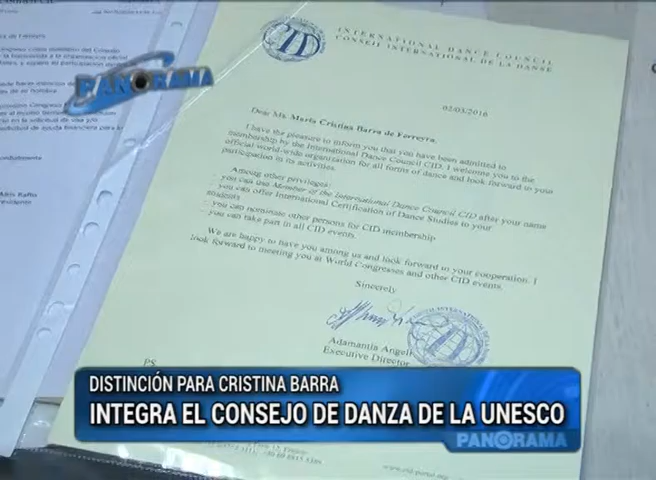 PANORAMA
CID
INTERNATIONAL DANCE COUNCIL
CONSEIL INTERNATIONAL DE LA DANSE
02/03/2016
Dear Ms. María Cristina Barra de Ferreyra
I have the pleasure to inform you that you have been admitted to
membership by the International Dance Council CID. I welcome you to the
official world-wide organization for all forms of dance and look forward to your
participation in its activities.
Among other privileges:
- you can use Member of the International Dance Council CID after your name
- you can offer International Certification of Dance Studies to your
students
- you can nominate other persons for CID membership
- you can take part in all CID events.
We are happy to have you among us and look forward to your cooperation. I
look forward to meeting you at World Congresses and other CID events.
Sincerely
Adamantia Angeli
Executive Director
P.S.
DISTINCIÓN PARA CRISTINA BARRA
INTEGRA EL CONSEJO DE DANZA DE LA UNESCO
PANORAMA